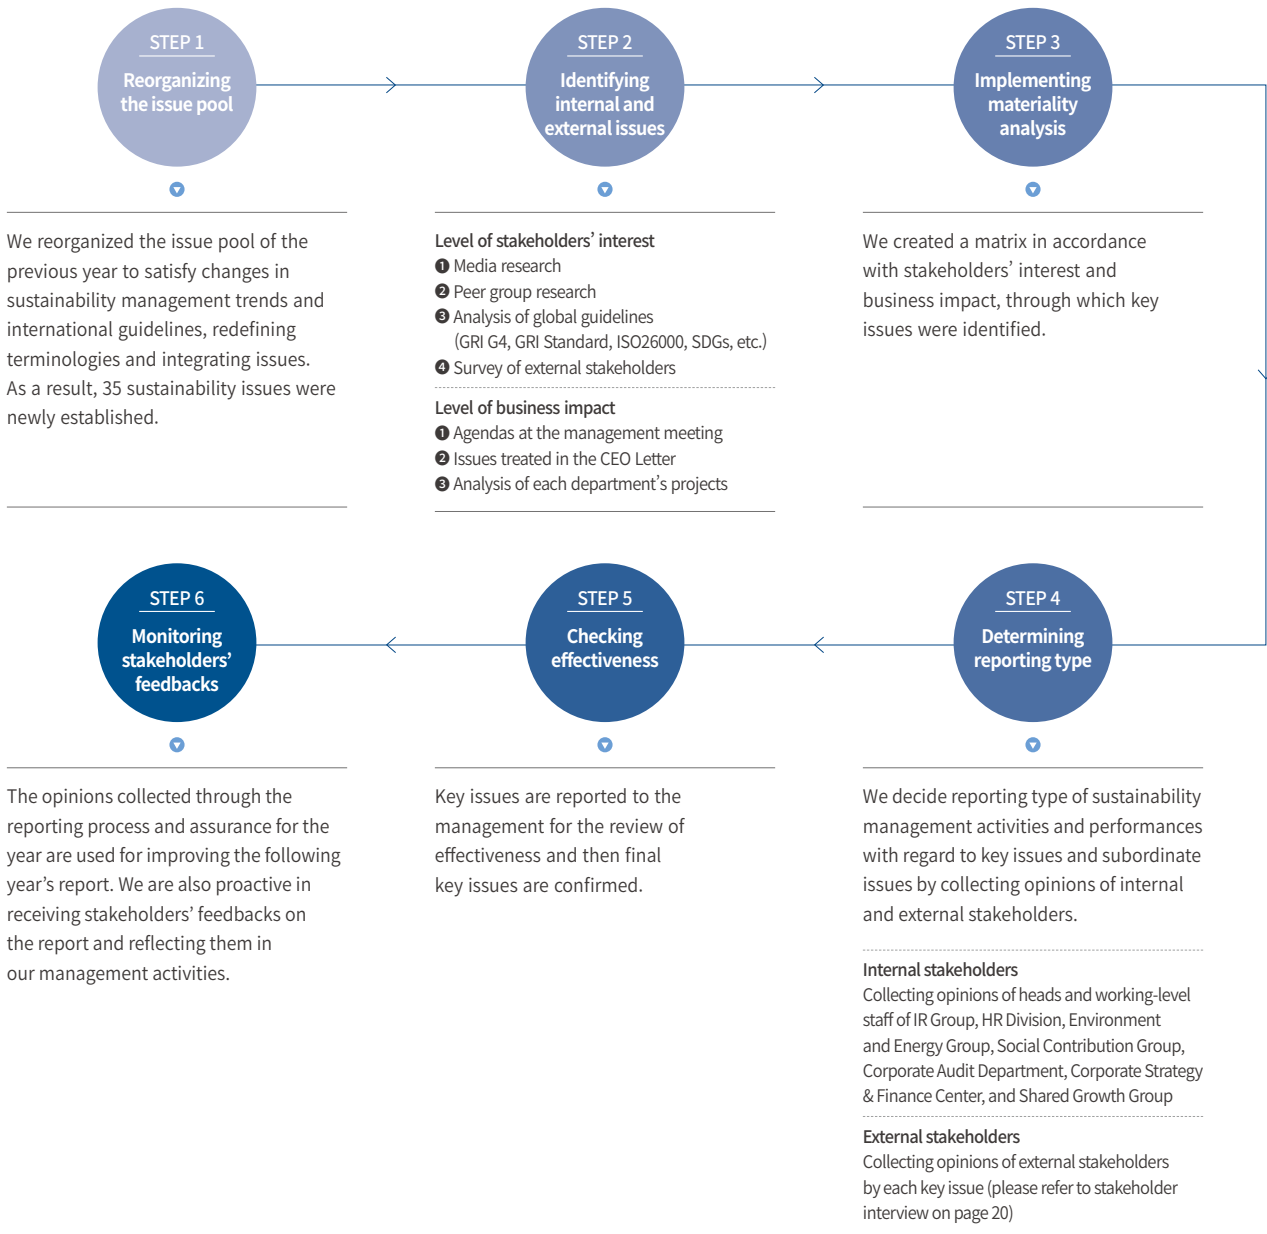 STEP 1
Reorganizing
the issue pool
We reorganized the issue pool of the
previous year to satisfy changes in
sustainability management trends and
international guidelines, redefining
terminologies and integrating issues.
As a result, 35 sustainability issues were
newly established.
STEP 2
Identifying
internal and
external issues
Level of stakeholders' interest
❶ Media research
❷ Peer group research
❸ Analysis of global guidelines
(GRI G4, GRI Standard, ISO26000, SDGs, etc.)
❹ Survey of external stakeholders
Level of business impact
❶ Agendas at the management meeting
❷ Issues treated in the CEO Letter
❸ Analysis of each department's projects
STEP 3
Implementing
materiality
analysis
We created a matrix in accordance
with stakeholders' interest and
business impact, through which key
issues were identified.
STEP 4
Determining
reporting type
We decide reporting type of sustainability
management activities and performances
with regard to key issues and subordinate
issues by collecting opinions of internal
and external stakeholders.
Internal stakeholders
Collecting opinions of heads and working-level
staff of IR Group, HR Division, Environment
and Energy Group, Social Contribution Group,
Corporate Audit Department, Corporate Strategy
& Finance Center, and Shared Growth Group
External stakeholders
Collecting opinions of external stakeholders
by each key issue (please refer to stakeholder
interview on page 20)
STEP 5
Checking
effectiveness
Key issues are reported to the
management for the review of
effectiveness and then final
key issues are confirmed.
STEP 6
Monitoring
stakeholders'
feedbacks
The opinions collected through the
reporting process and assurance for the
year are used for improving the following
year's report. We are also proactive in
receiving stakeholders' feedbacks on
the report and reflecting them in
our management activities.